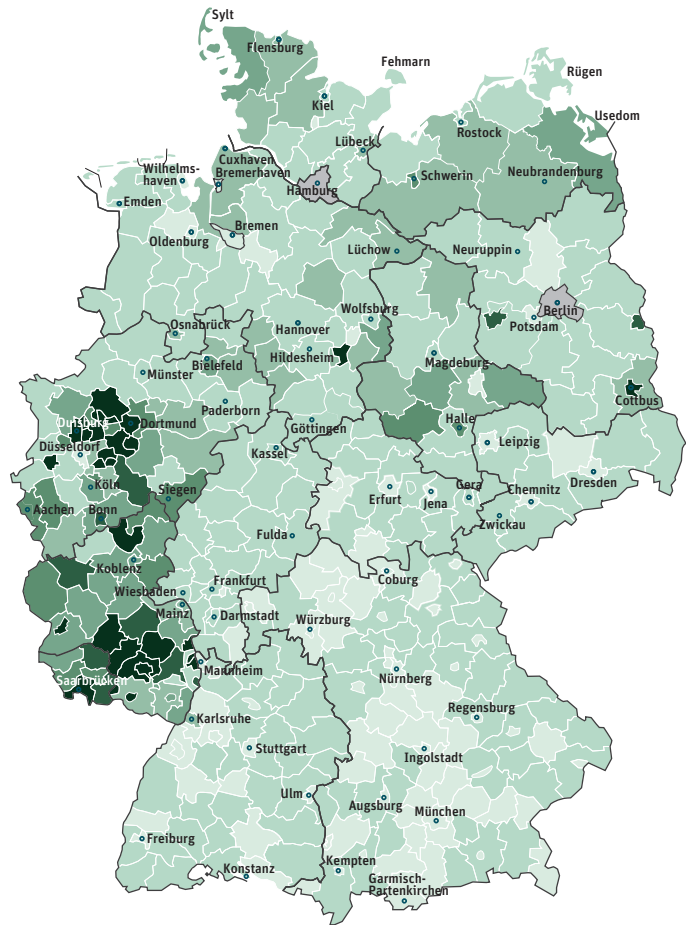 Sylt
Flensburg
Fehmarn
Rügen
Kiel
Usedom
Rostock
Lübeck
Cuxhaven
Bremerhaven
Wilhelms-
haven
Schwerin
Neubrandenburg
Hamburg
Emden
Bremen
Oldenburg
Lüchow
Neuruppin
Wolfsburg
Berlin
Osnabrück
Hannover
Potsdam
Hildesheim
Bielefeld
Magdeburg
Münster
Cottbus
Paderborn
Duisburg
Dortmund
Göttingen
Halle
Düsseldorf
Kassel
Leipzig
Köln
Siegen
Erfurt
Jena
Gera
Chemnitz
Dresden
Aachen
Bonn
Zwickau
Fulda
Koblenz
Coburg
Wiesbaden
Frankfurt
Mainz
Darmstadt
Würzburg
Mannheim
Saarbrücken
Nürnberg
Karlsruhe
Regensburg
Stuttgart
Ingolstadt
Ulm
Augsburg
München
Freiburg
Konstanz
Kempten
Garmisch-
Partenkirchen